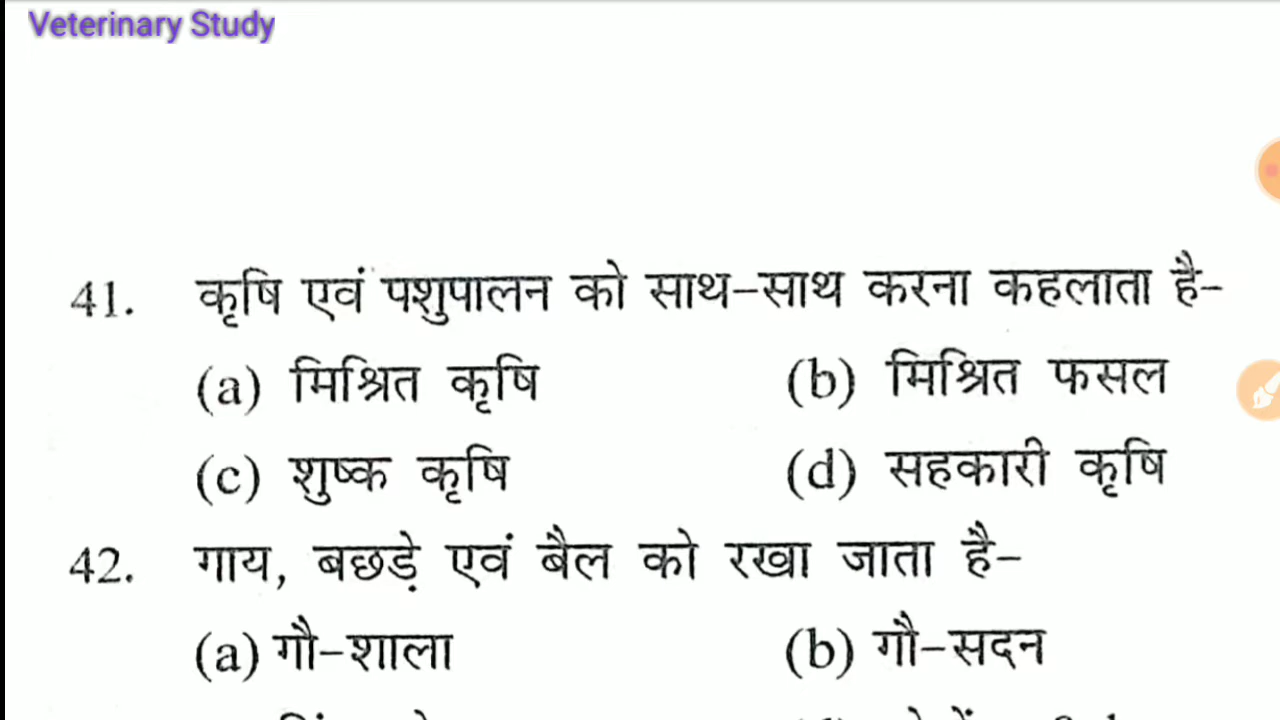 Veterinary Study
41. कृषि एवं पशुपालन को साथ-साथ करना कहलाता है-
(a) मिश्रित कृषि (b) मिश्रित फसल
(c) शुष्क कृषि (d) सहकारी कृषि
42. गाय, बछड़े एवं बैल को रखा जाता है-
(a) गौ-शाला (b) गौ-सदन